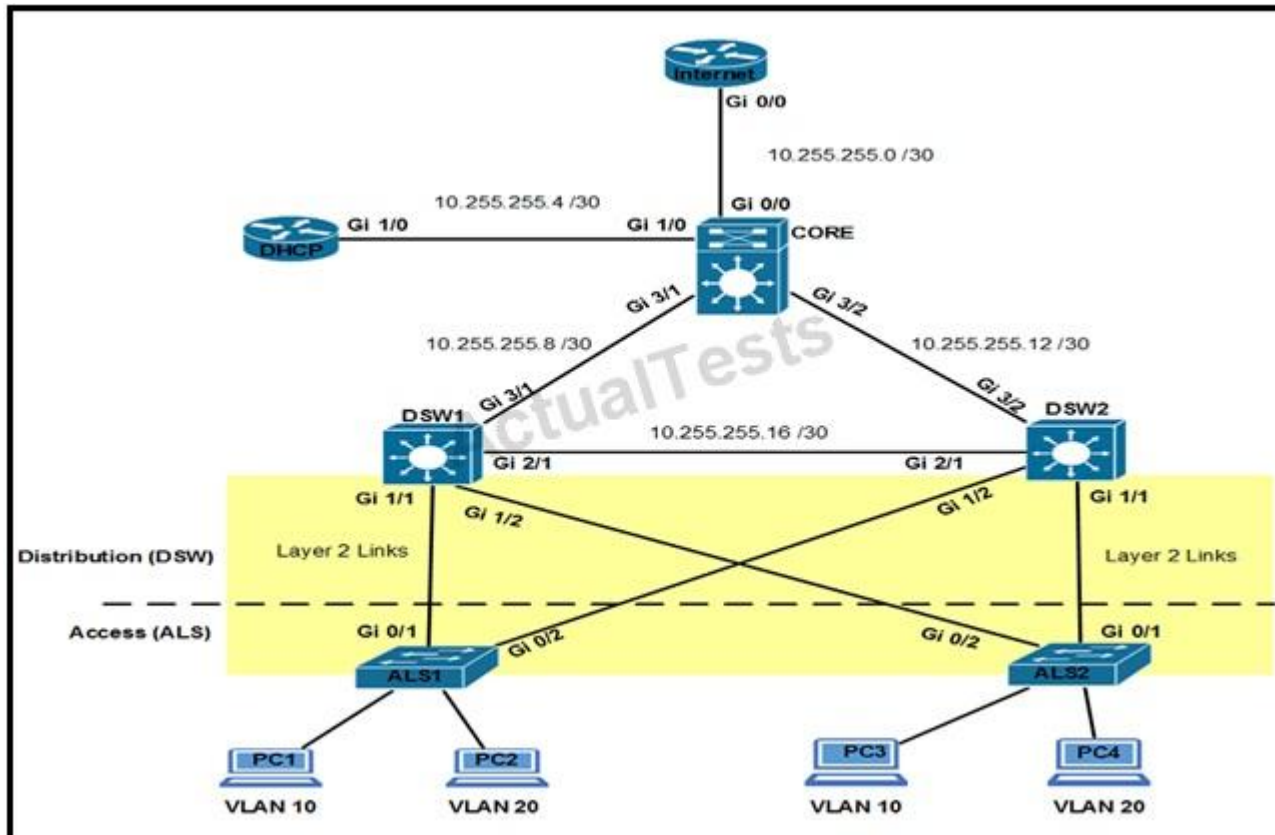 Internet
Gi 0/0
10.255.255.0 /30
10.255.255.4 /30
Gi 0/0
Gi 1/0
Gi 1/0
CORE
DHCP
Gi 3/1
Gi 3/2
10.255.255.8 /30
10.255.255.12 /30
ActualTests
Gi 3/1
Gi 3/2
DSW1
DSW2
10.255.255.16 /30
Gi 2/1
Gi 2/1
Gi 1/1
Gi 1/2
Gi 1/2
Gi 1/1
Layer 2 Links
Layer 2 Links
Distribution (DSW)
Access (ALS)
Gi 0/1
Gi 0/2
Gi 0/2
Gi 0/1
ALS1
ALS2
PC1
PC2
PC3
PC4
VLAN 10
VLAN 20
VLAN 10
VLAN 20